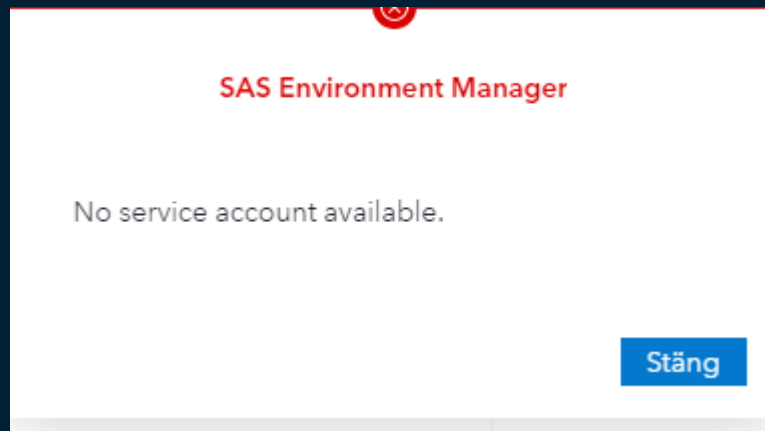 SAS Environment Manager
No service account available.
Stäng